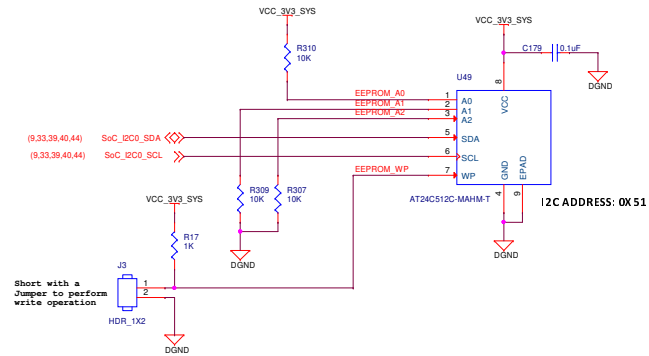 VCC_3V3_SYS
VCC_3V3_SYS
R310
10K
C179
0.1uF
DGND
U49
EEPROM_A0
EEPROM_A1
EEPROM_A2
1
2
3
A0
A1
A2
VCC
8
(9,33,39,40,44)
SoC_I2C0_SDA
5
SDA
(9,33,39,40,44)
SoC_I2C0_SCL
6
SCL
EEPROM_WP
7
WP
GND
EPAD
4
9
R309
10K
R307
10K
AT24C512C-MAHM-T
I2C ADDRESS: 0X51
VCC_3V3_SYS
R17
1K
DGND
DGND
J3
Short with a
Jumper to perform
write operation
1
2
HDR_1X2
DGND